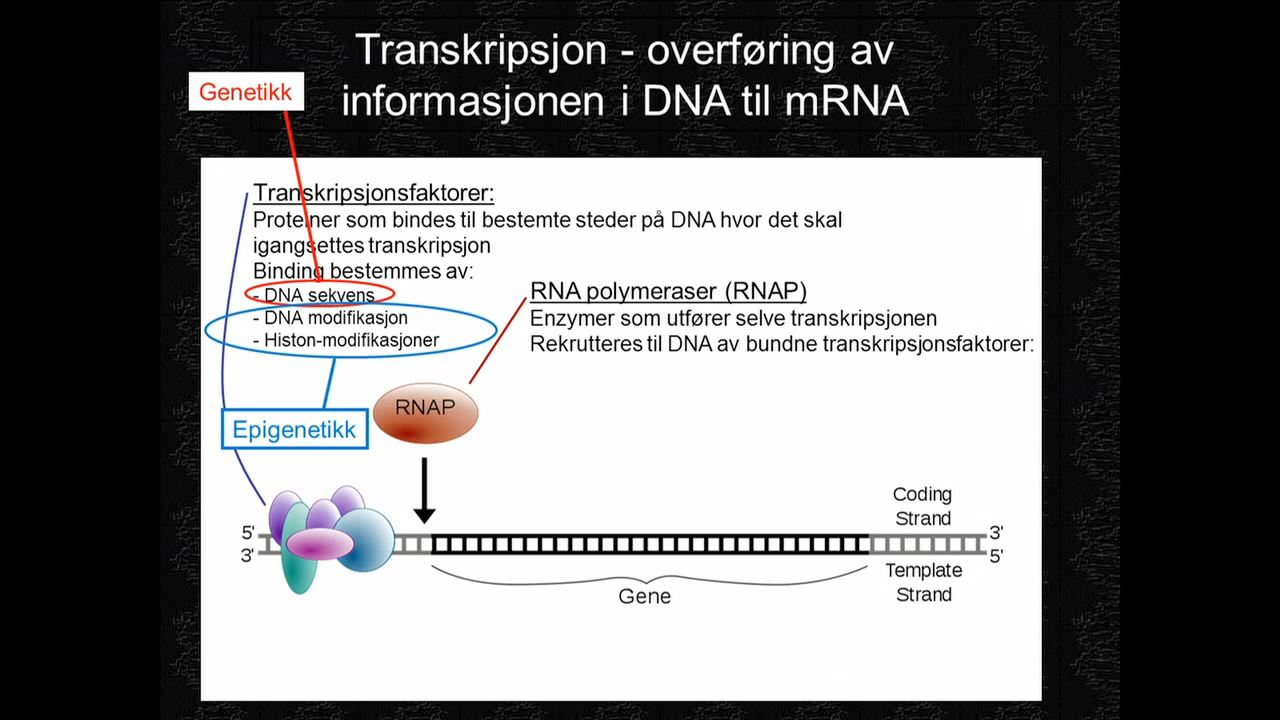 Transkripsjon - overføring av
informasjonen i DNA til mRNA
Genetikk
Transkripsjonsfaktorer:
Proteiner som bindes til bestemte steder på DNA hvor det skal
igangsettes transkripsjon
Binding bestemmes av:
- DNA sekvens
- DNA modifikasjon
- Histon-modifikasjoner
RNA polymeraser (RNAP)
Enzymer som utfører selve transkripsjonen
Rekrutteres til DNA av bundne transkripsjonsfaktorer:
Epigenetikk
RNAP
Coding
Strand
5'
3'
3'
5'
Template
Strand
Gene